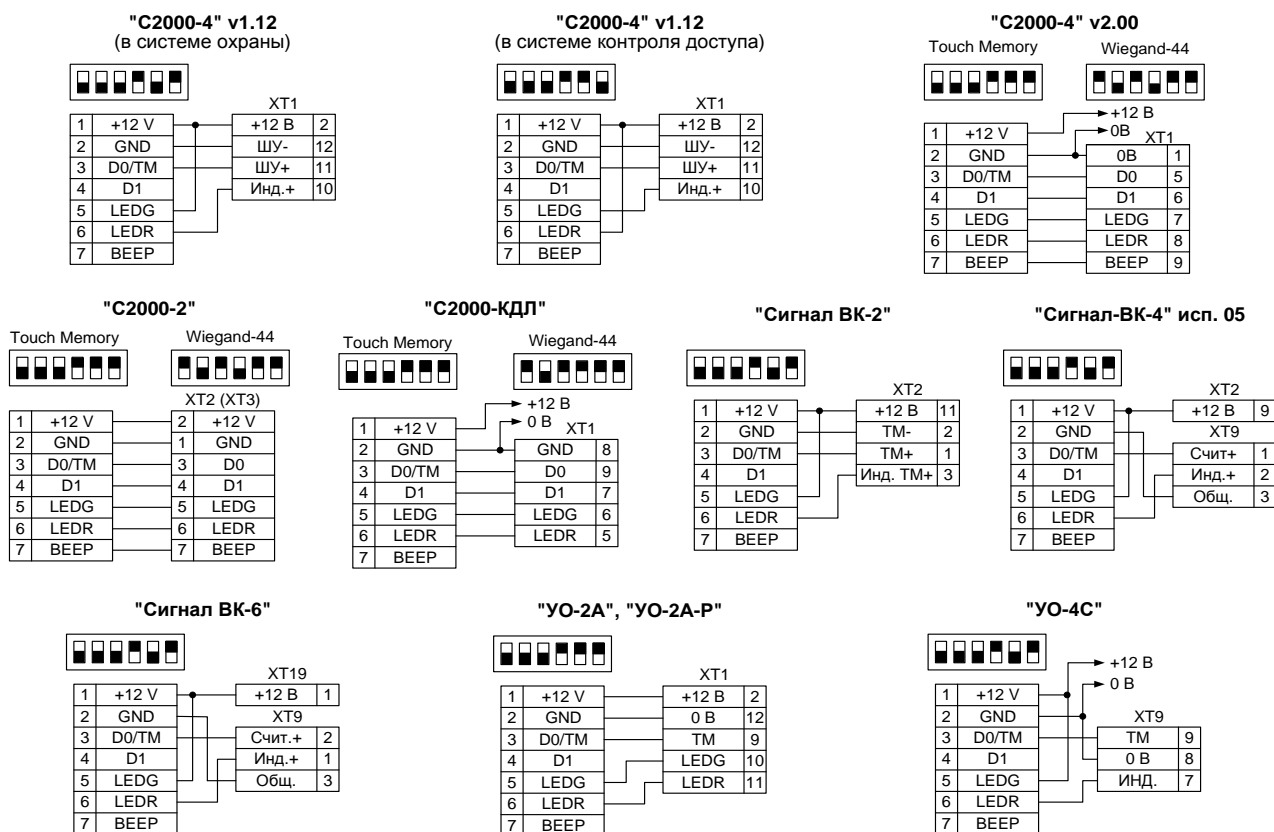 "С2000-4" v1.12
(в системе охраны)
XT1
1 +12 V +12 В 2
2 GND ШУ- 12
3 D0/TM ШУ+ 11
4 D1 Инд.+ 10
5 LEDG
6 LEDR
7 BEEP
"С2000-4" v1.12
(в системе контроля доступа)
XT1
1 +12 V +12 В 2
2 GND ШУ- 12
3 D0/TM ШУ+ 11
4 D1 Инд.+ 10
5 LEDG
6 LEDR
7 BEEP
"С2000-4" v2.00
Touch Memory Wiegand-44
+12 В
0В
XT1
1 +12 V
2 GND 0В 1
3 D0/TM D0 5
4 D1 D1 6
5 LEDG LEDG 7
6 LEDR LEDR 8
7 BEEP BEEP 9
"С2000-2"
Touch Memory Wiegand-44
XT2 (XT3)
1 +12 V 2 +12 V
2 GND 1 GND
3 D0/TM 3 D0
4 D1 4 D1
5 LEDG 5 LEDG
6 LEDR 6 LEDR
7 BEEP 7 BEEP
"С2000-КДЛ"
Touch Memory Wiegand-44
+12 В
0 В XT1
1 +12 V
2 GND GND 8
3 D0/TM D0 9
4 D1 D1 7
5 LEDG LEDG 6
6 LEDR LEDR 5
7 BEEP
"Сигнал ВК-2"
XT2
1 +12 V +12 В 11
2 GND ТМ- 2
3 D0/TM ТМ+ 1
4 D1 Инд. ТМ+ 3
5 LEDG
6 LEDR
7 BEEP
"Сигнал-ВК-4" исп. 05
XT2
1 +12 V +12 В 9
2 GND XT9
3 D0/TM Счит+ 1
4 D1 Инд.+ 2
5 LEDG Общ. 3
6 LEDR
7 BEEP
"Сигнал ВК-6"
XT19
1 +12 V +12 В 1
2 GND XT9
3 D0/TM Счит.+ 2
4 D1 Инд.+ 1
5 LEDG Общ. 3
6 LEDR
7 BEEP
"УО-2А", "УО-2А-Р"
XT1
1 +12 V +12 В 2
2 GND 0 В 12
3 D0/TM ТМ 9
4 D1 LEDG 10
5 LEDG LEDR 11
6 LEDR
7 BEEP
"УО-4С"
+12 В
0 В
1 +12 V
2 GND XT9
3 D0/TM ТМ 9
4 D1 0 В 8
5 LEDG ИНД. 7
6 LEDR
7 BEEP